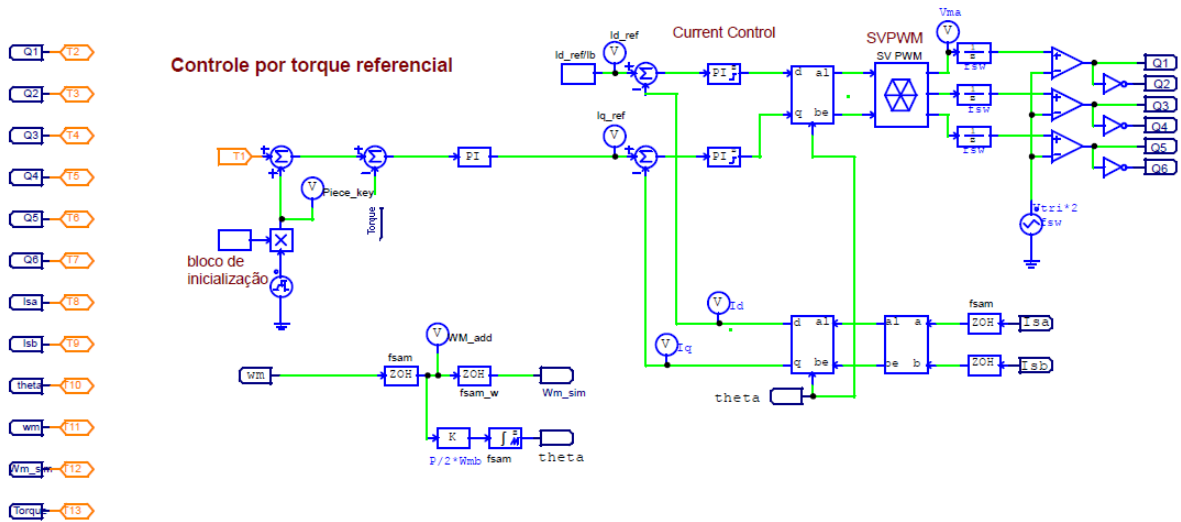 Q1 T2
Q2 T3
Q3 T4
Q4 T5
Q5 T6
Q6 T7
Isa T8
Isb T9
theta T10
wm T11
Wm_sim T12
Torque T13
Controle por torque referencial
T1
Piece_key
Torque
bloco de
inicialização
PI
Id_ref/Ib
V
Id_ref
Iq_ref
V
Current Control
PI
PI
d al
q be
SVPWM
SV PWM
Vma
V
fsw
fsw
fsw
Q1
Q2
Q3
Q4
Q5
Q6
Vtri*2
fsw
V
Id
V
Iq
d al
q be
al a
be b
fsam
ZOH
Isa
ZOH
Isb
theta
V
WM_add
fsam
wm
ZOH
ZOH
fsam_w
Wm_sim
K
P/2*Wmb
fsam
theta